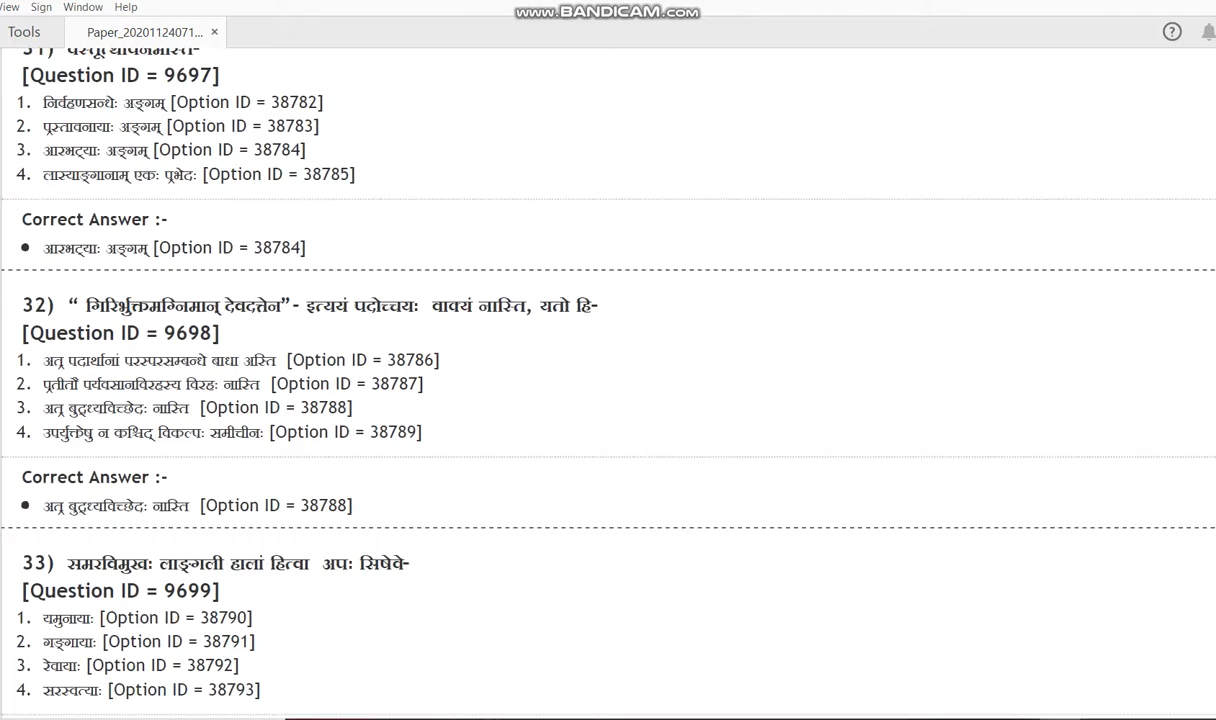 View Sign Window Help
www.BANDICAM.com
Tools Paper_20201124071... ×
31) वस्तूत्थापनमस्ति-
[Question ID = 9697]
1. निर्वहणसन्धेः अङ्गम् [Option ID = 38782]
2. प्रस्तावनायाः अङ्गम् [Option ID = 38783]
3. आरभट्याः अङ्गम् [Option ID = 38784]
4. लास्याङ्गानाम् एकः प्रभेदः [Option ID = 38785]
Correct Answer :-
● आरभट्याः अङ्गम् [Option ID = 38784]
32) “ गिरिर्भुक्तमग्निमान् देवदत्तेन”- इत्ययं पदोच्चयः वाक्यं नास्ति, यतो हि-
[Question ID = 9698]
1. अत्र पदार्थानां परस्परसम्बन्धे बाधा अस्ति [Option ID = 38786]
2. प्रतीतौ पर्यवसानविरहस्य विरहः नास्ति [Option ID = 38787]
3. अत्र बुद्ध्यविच्छेदः नास्ति [Option ID = 38788]
4. उपर्युक्तेषु न कश्चिद् विकल्पः समीचीनः [Option ID = 38789]
Correct Answer :-
● अत्र बुद्ध्यविच्छेदः नास्ति [Option ID = 38788]
33) समरविमुखः लाङ्गली हालां हित्वा अपः सिषेवे-
[Question ID = 9699]
1. यमुनायाः [Option ID = 38790]
2. गङ्गायाः [Option ID = 38791]
3. रेवायाः [Option ID = 38792]
4. सरस्वत्याः [Option ID = 38793]